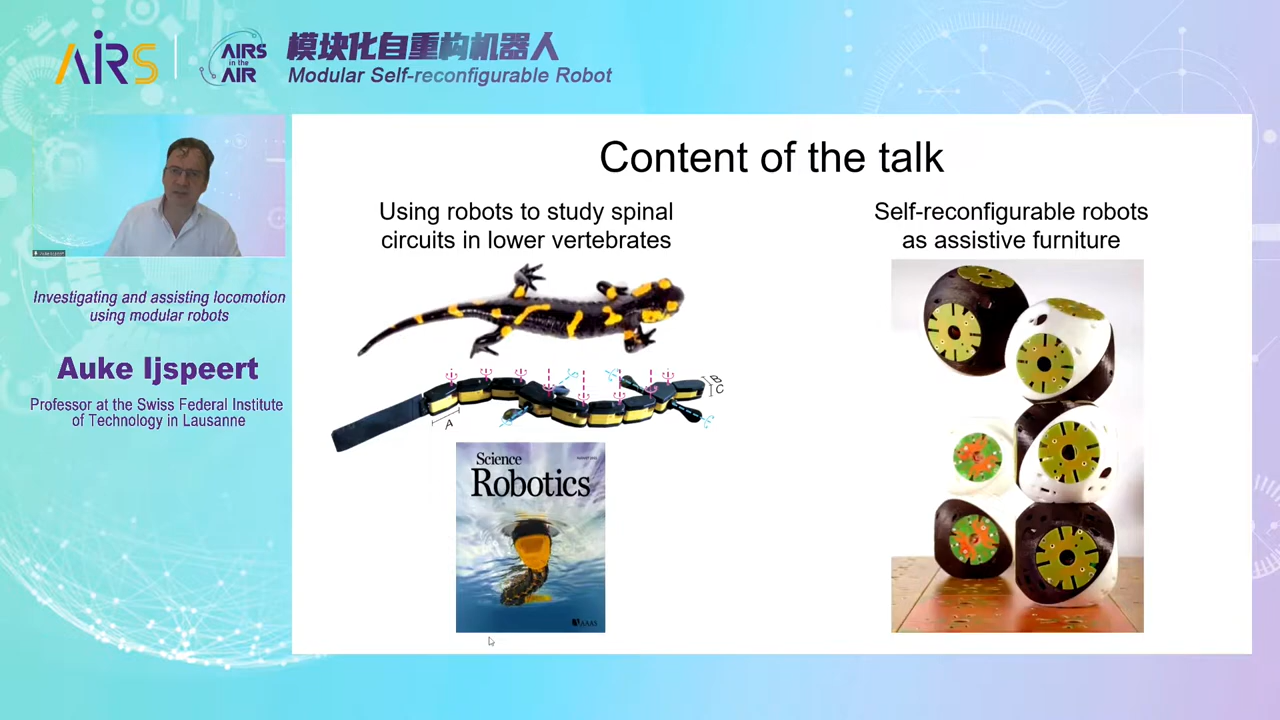 AIRS
AIRS
in the
AIR
模块化自重构机器人
Modular Self-reconfigurable Robot
Investigating and assisting locomotion
using modular robots
Auke Ijspeert
Professor at the Swiss Federal Institute
of Technology in Lausanne
Content of the talk
Using robots to study spinal
circuits in lower vertebrates
A
B
C
Science
Robotics
AAAS
Self-reconfigurable robots
as assistive furniture